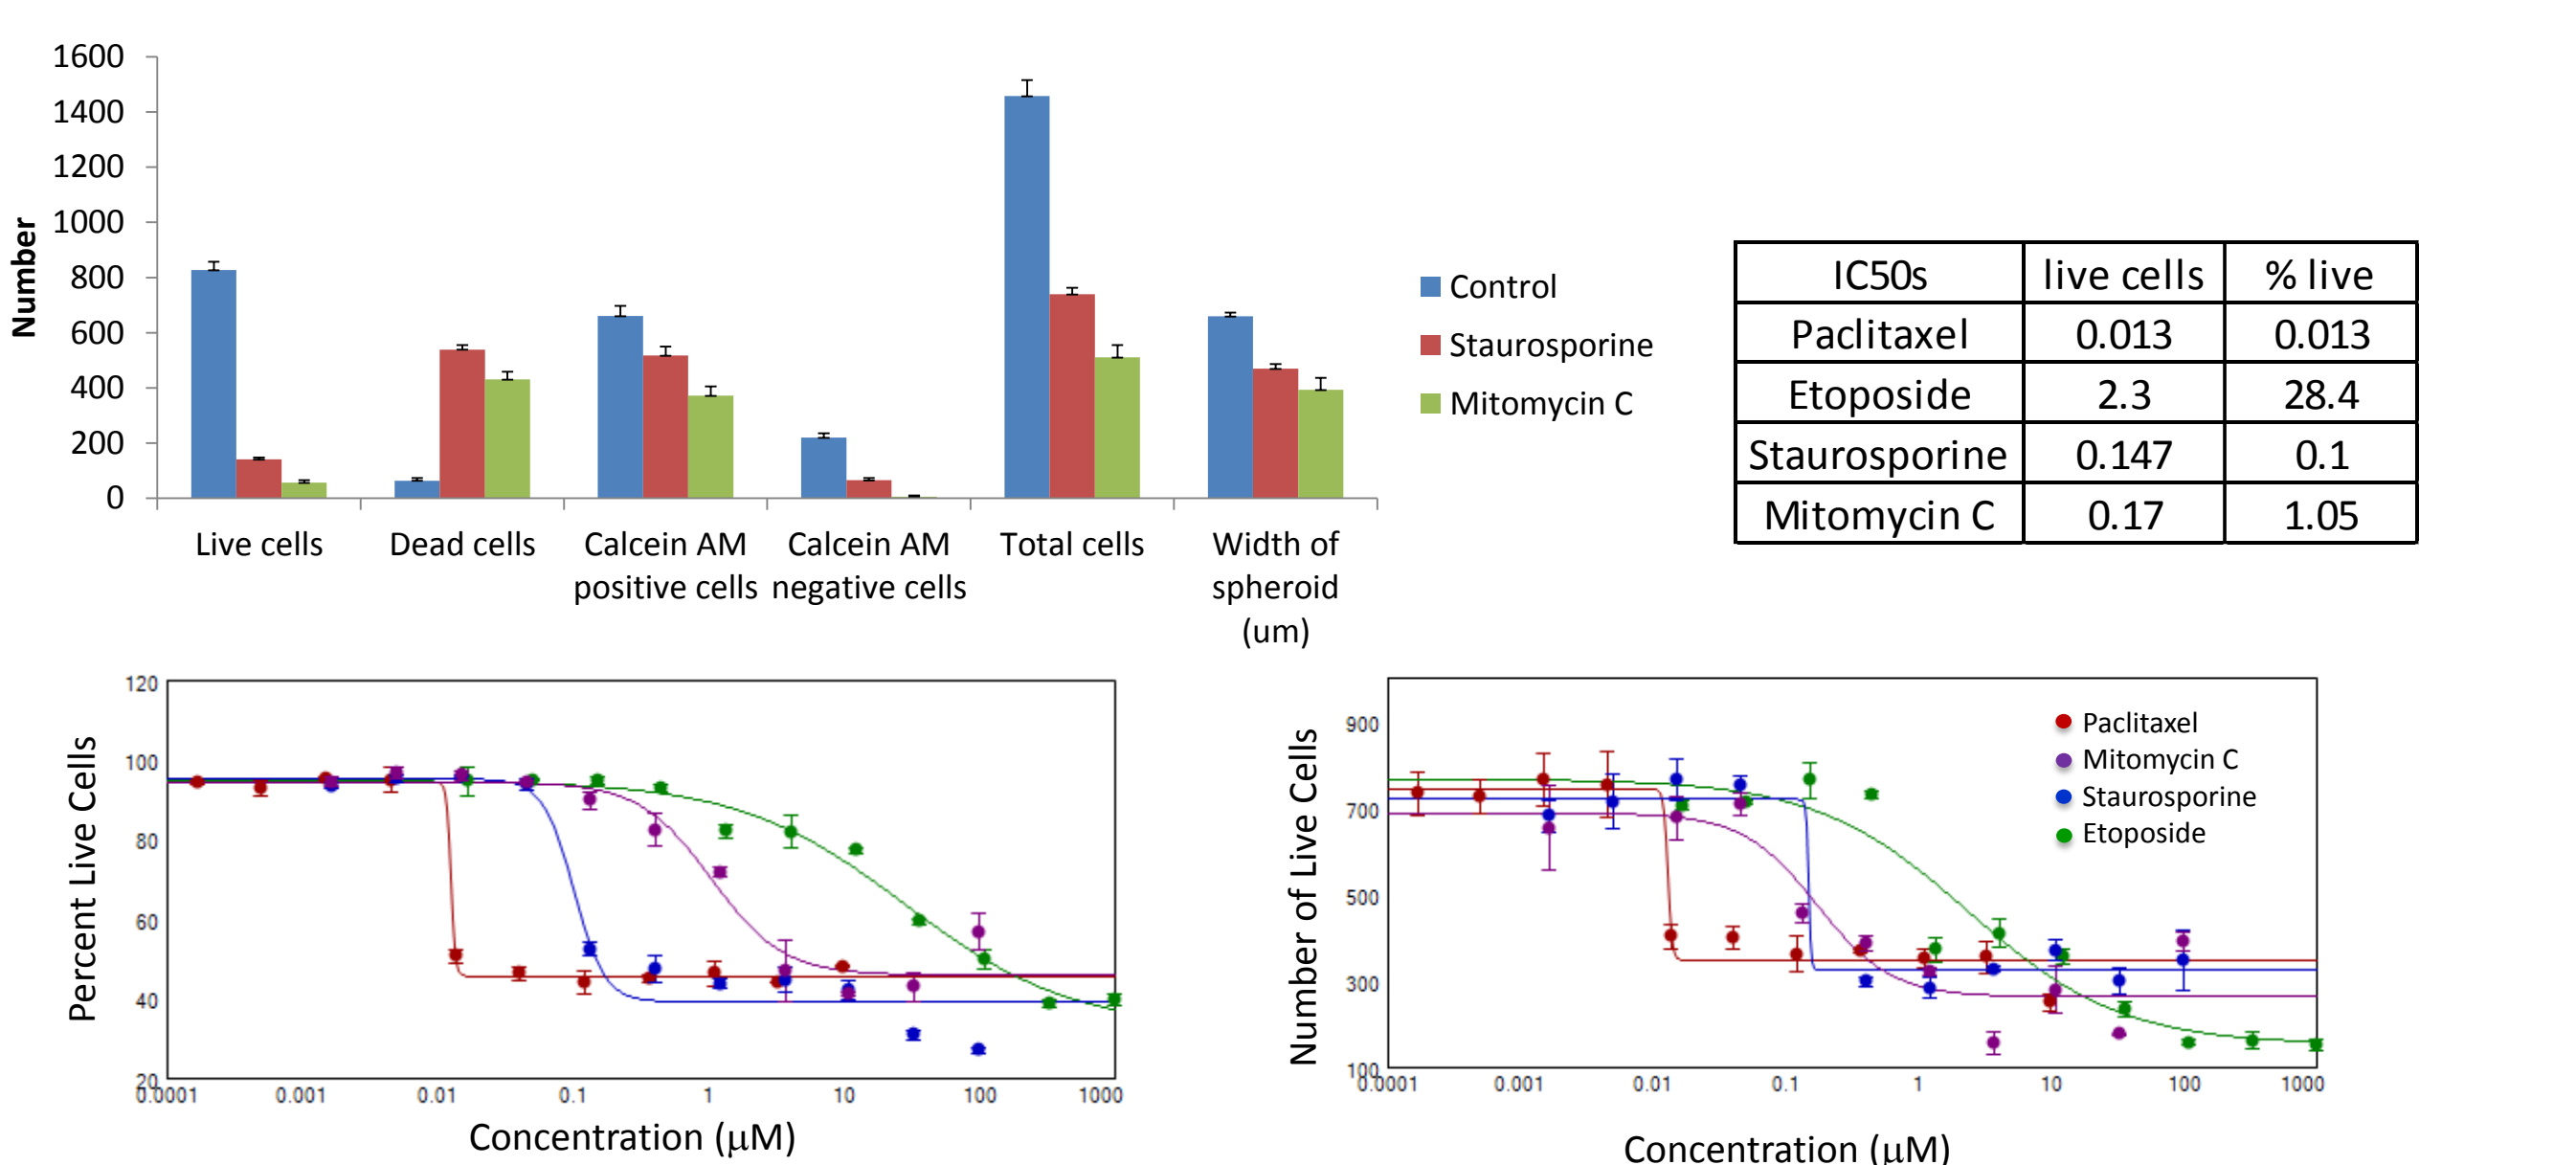 1600
1400
1200
1000
800
600
400
200
0
Number
Live cells
Dead cells
Calcein AM
positive cells
Calcein AM
negative cells
Total cells
Width of
spheroid
(um)
Control
Staurosporine
Mitomycin C
IC50s live cells % live
Paclitaxel 0.013 0.013
Etoposide 2.3 28.4
Staurosporine 0.147 0.1
Mitomycin C 0.17 1.05
120
100
80
60
40
20
Percent Live Cells
0.0001 0.001 0.01 0.1 1 10 100 1000
Concentration (μM)
900
700
500
300
100
Number of Live Cells
Paclitaxel
Mitomycin C
Staurosporine
Etoposide
0.0001 0.001 0.01 0.1 1 10 100 1000
Concentration (μM)